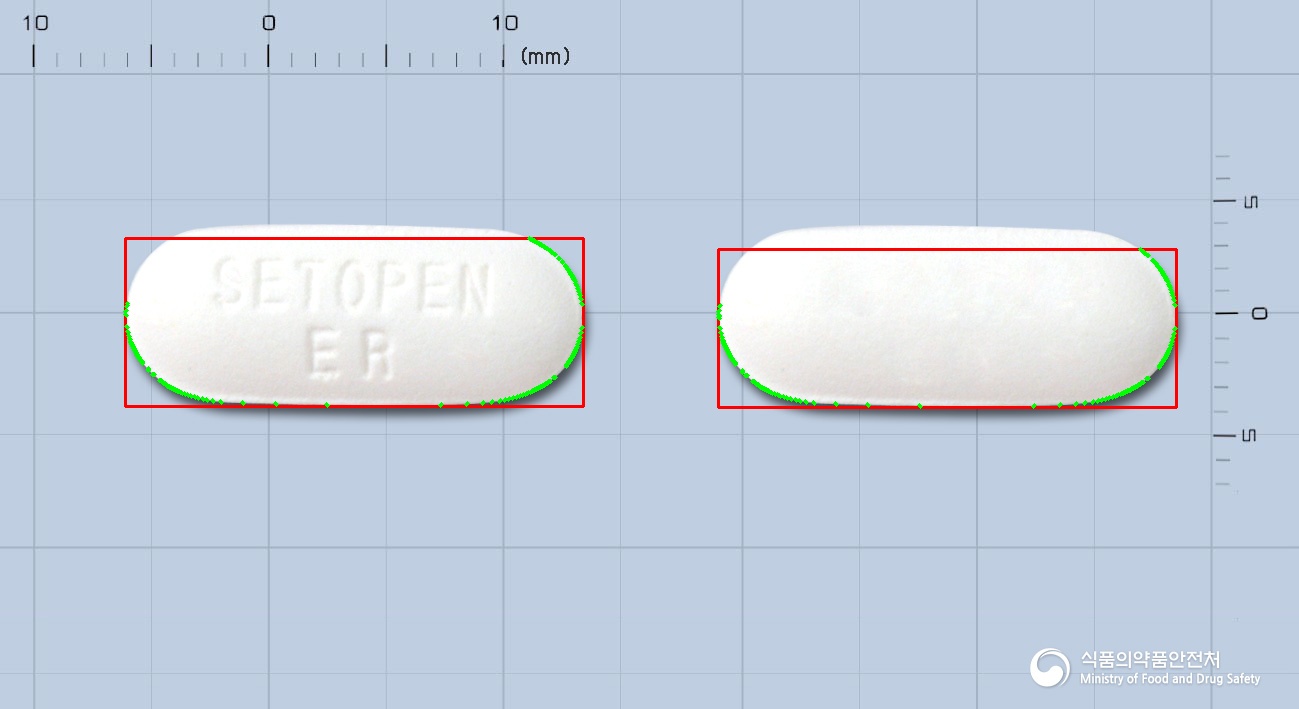 10 0 10
(mm)
SETOPEN
ER
5
0
5
식품의약품안전처
Ministry of Food and Drug Safety